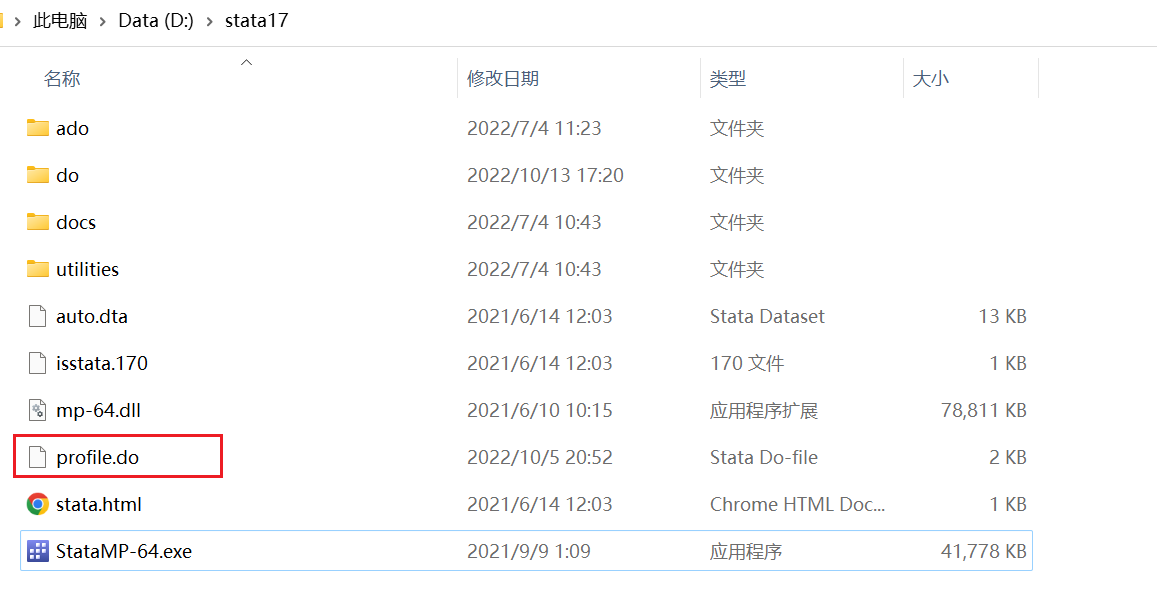 此电脑 Data (D:) stata17
名称 修改日期 类型 大小
ado 2022/7/4 11:23 文件夹
do 2022/10/13 17:20 文件夹
docs 2022/7/4 10:43 文件夹
utilities 2022/7/4 10:43 文件夹
auto.dta 2021/6/14 12:03 Stata Dataset 13 KB
isstata.170 2021/6/14 12:03 170 文件 1 KB
mp-64.dll 2021/6/10 10:15 应用程序扩展 78,811 KB
profile.do 2022/10/5 20:52 Stata Do-file 2 KB
stata.html 2021/6/14 12:03 Chrome HTML Doc... 1 KB
StataMP-64.exe 2021/9/9 1:09 应用程序 41,778 KB